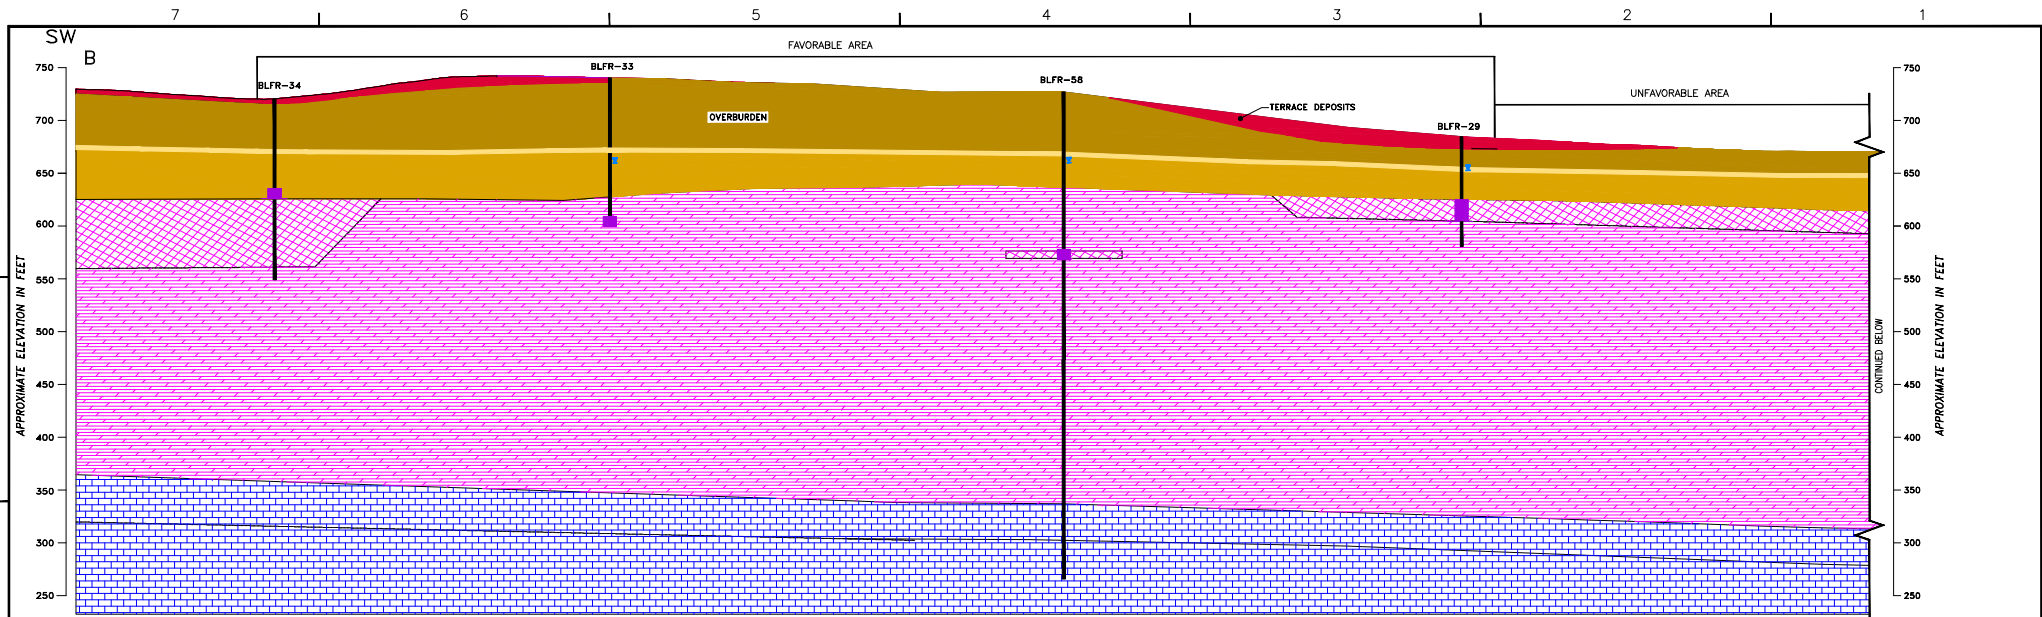 7 6 5 4 3 2 1
SW
B
FAVORABLE AREA
UNFAVORABLE AREA
BLFR-34
BLFR-33
BLFR-58
BLFR-29
OVERBURDEN
TERRACE DEPOSITS
750
700
650
600
550
500
450
400
350
300
250
APPROXIMATE ELEVATION IN FEET
CONTINUED BELOW
750
700
650
600
550
500
450
400
350
300
250
APPROXIMATE ELEVATION IN FEET